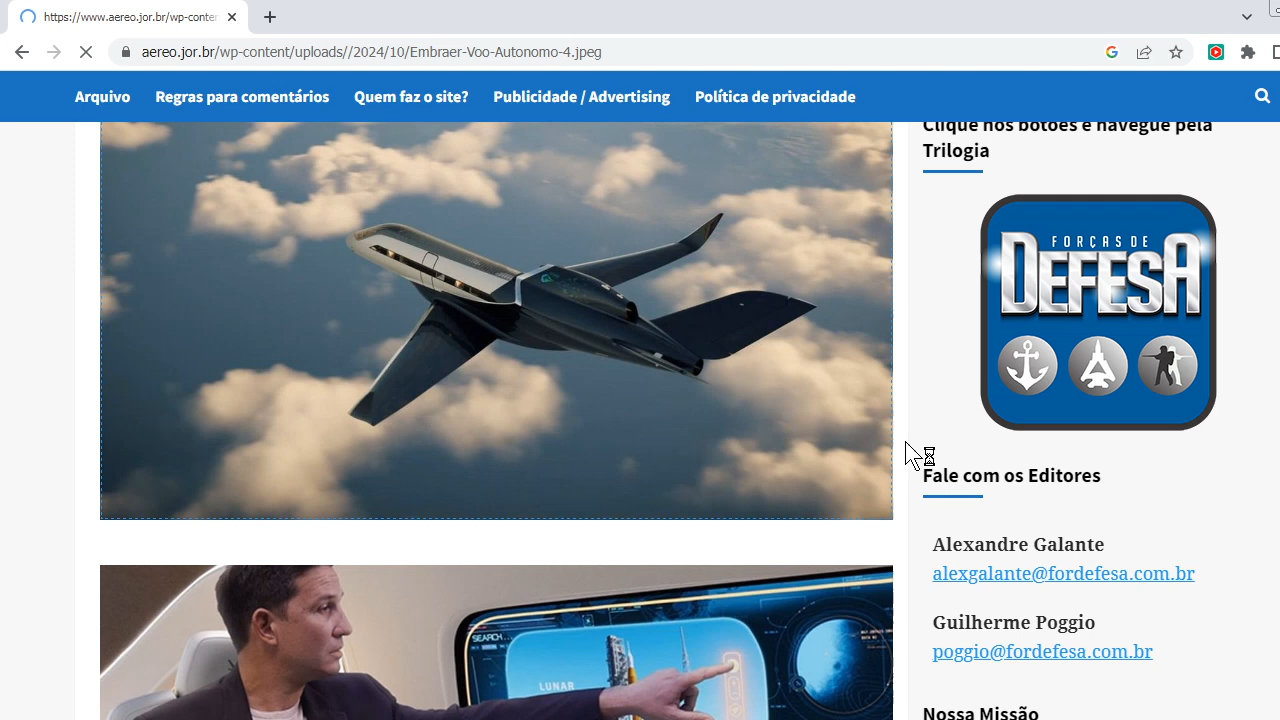 https://www.aereo.jor.br/wp-conten
aereo.jor.br/wp-content/uploads//2024/10/Embraer-Voo-Autonomo-4.jpeg
Arquivo
Regras para comentários
Quem faz o site?
Publicidade / Advertising
Política de privacidade
Clique nos botões e navegue pela
Trilogia
FORÇAS DE
DEFESA
Fale com os Editores
Alexandre Galante
alexgalante@fordefesa.com.br
Guilherme Poggio
poggio@fordefesa.com.br
Nossa Missão
SEARCH...
LUNAR